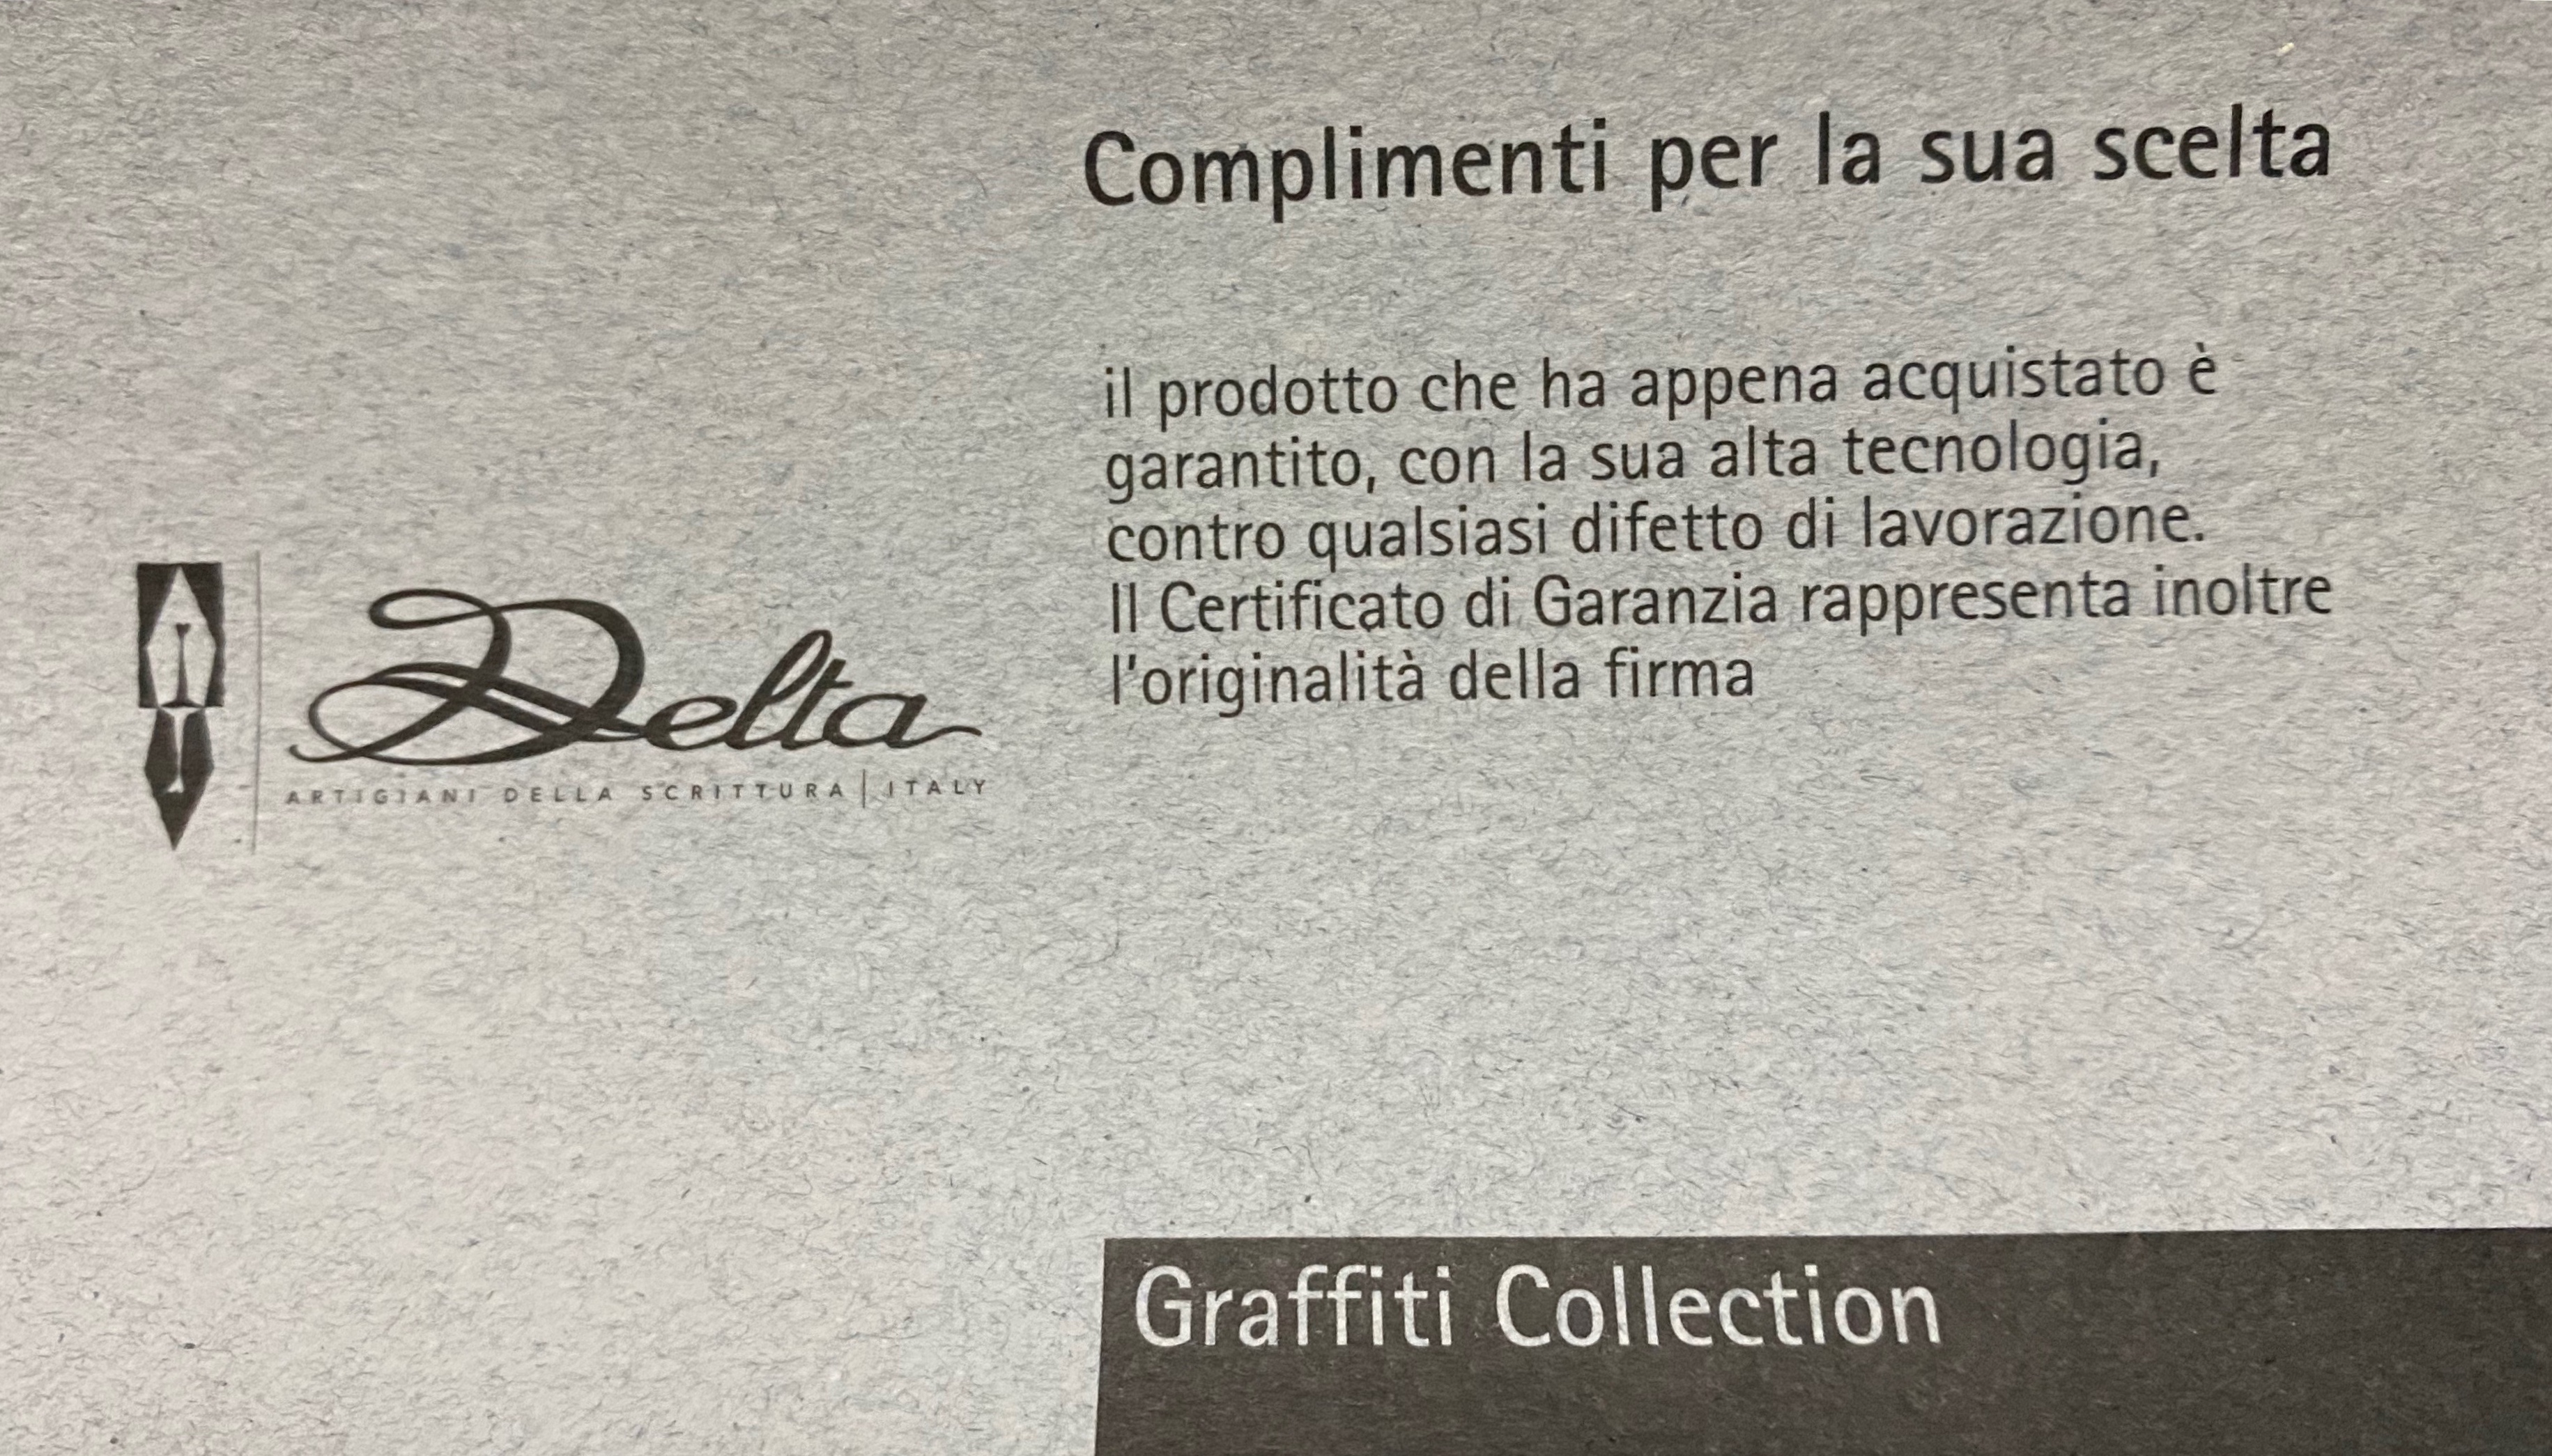 Complimenti per la sua scelta
il prodotto che ha appena acquistato è
garantito, con la sua alta tecnologia,
contro qualsiasi difetto di lavorazione.
Il Certificato di Garanzia rappresenta inoltre
l'originalità della firma
Delta
ARTIGIANI DELLA SCRITTURA | ITALY
Graffiti Collection